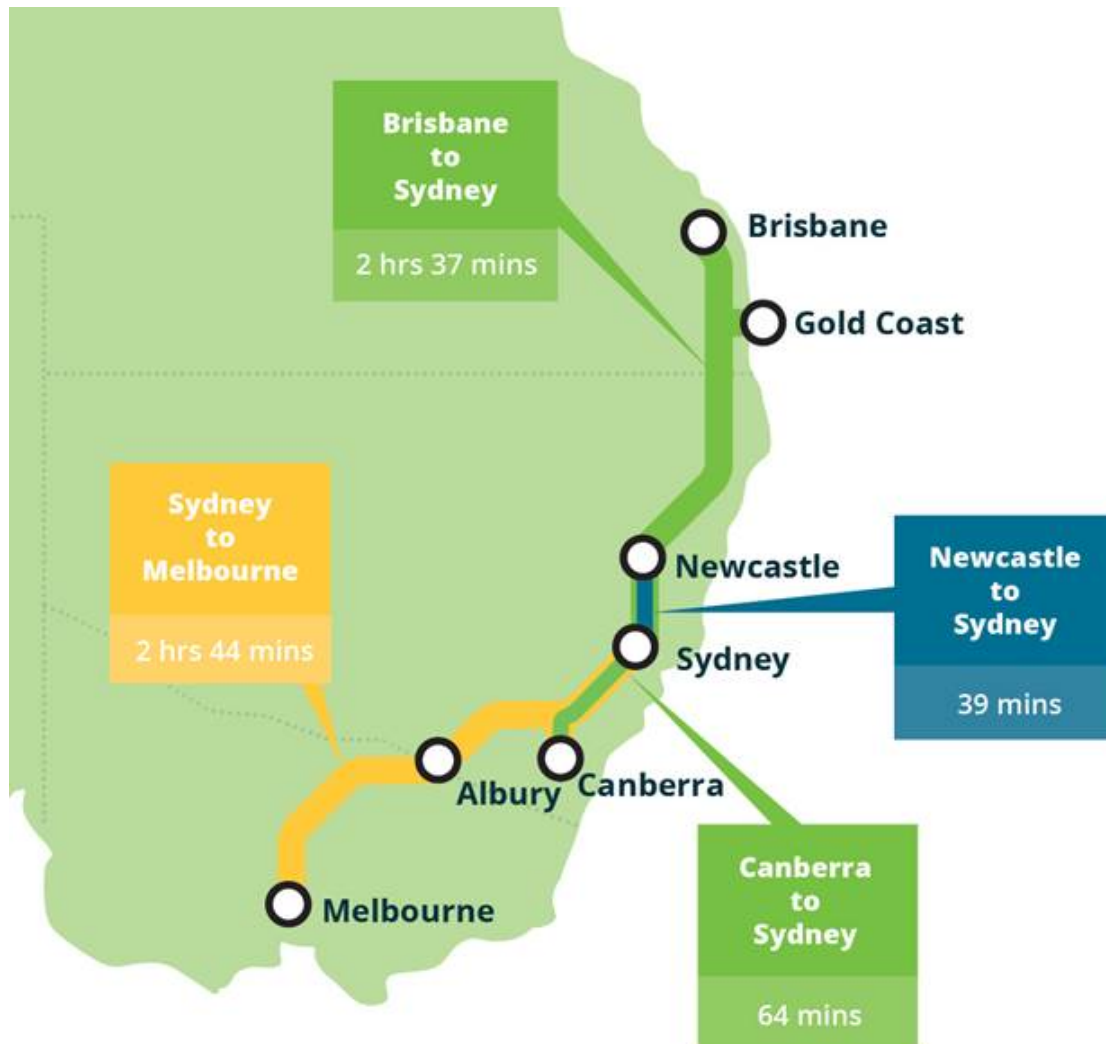 Brisbane
to
Sydney
2 hrs 37 mins
Brisbane
Gold Coast
Sydney
to
Melbourne
2 hrs 44 mins
Newcastle
Newcastle
to
Sydney
39 mins
Sydney
Albury
Canberra
Melbourne
Canberra
to
Sydney
64 mins